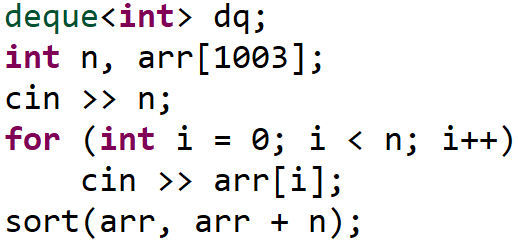 deque<int> dq;
int n, arr[1003];
cin >> n;
for (int i = 0; i < n; i++)
    cin >> arr[i];
sort(arr, arr + n);